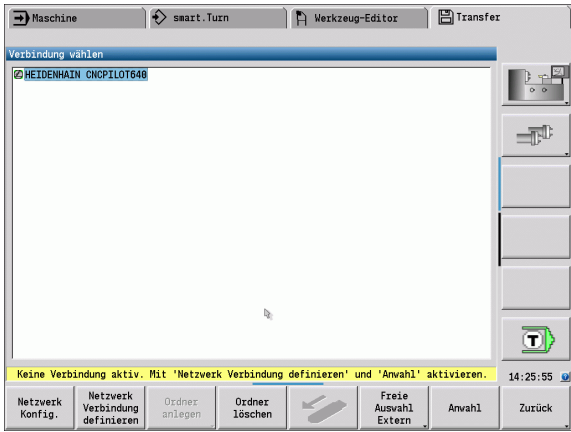 Maschine
smart.Turn
Werkzeug-Editor
Transfer
Verbindung wählen
HEIDENHAIN CNCPILOT640
T
Keine Verbindung aktiv. Mit 'Netzwerk Verbindung definieren' und 'Anwahl' aktivieren.
14:25:55
Netzwerk
Konfig.
Netzwerk
Verbindung
definieren
Ordner
anlegen
Ordner
löschen
Freie
Auswahl
Extern
Anwahl
Zurück